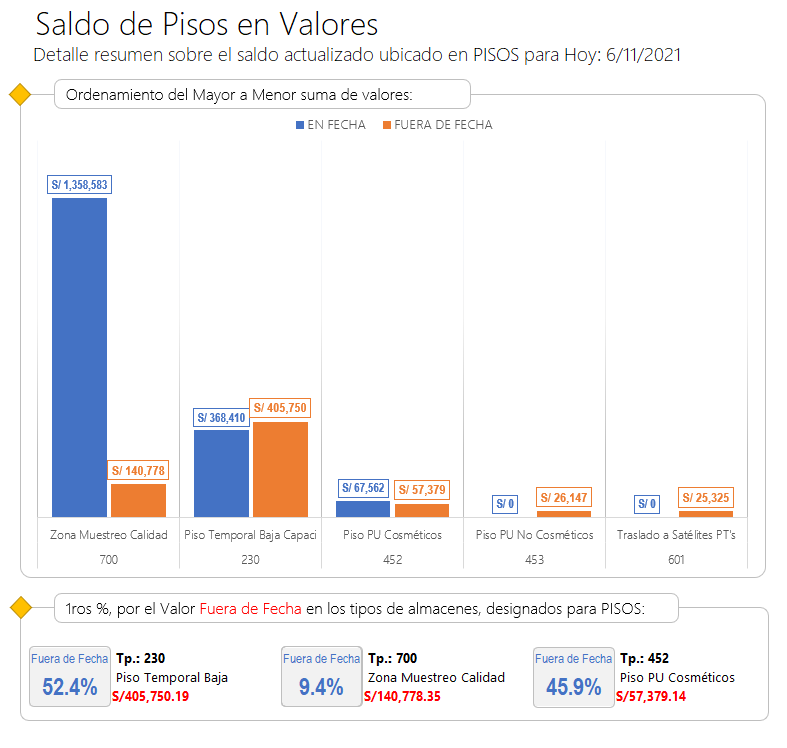 Saldo de Pisos en Valores
Detalle resumen sobre el saldo actualizado ubicado en PISOS para Hoy: 6/11/2021
Ordenamiento del Mayor a Menor suma de valores:
EN FECHA FUERA DE FECHA
S/ 1,358,583
S/ 140,778
S/ 368,410
S/ 405,750
S/ 67,562
S/ 57,379
S/ 0
S/ 26,147
S/ 0
S/ 25,325
Zona Muestreo Calidad Piso Temporal Baja Capaci Piso PU Cosméticos Piso PU No Cosméticos Traslado a Satélites PT's
700 230 452 453 601
1ros %, por el Valor Fuera de Fecha en los tipos de almacenes, designados para PISOS:
Fuera de Fecha
52.4%
Tp.: 230
Piso Temporal Baja
S/405,750.19
Fuera de Fecha
9.4%
Tp.: 700
Zona Muestreo Calidad
S/140,778.35
Fuera de Fecha
45.9%
Tp.: 452
Piso PU Cosméticos
S/57,379.14